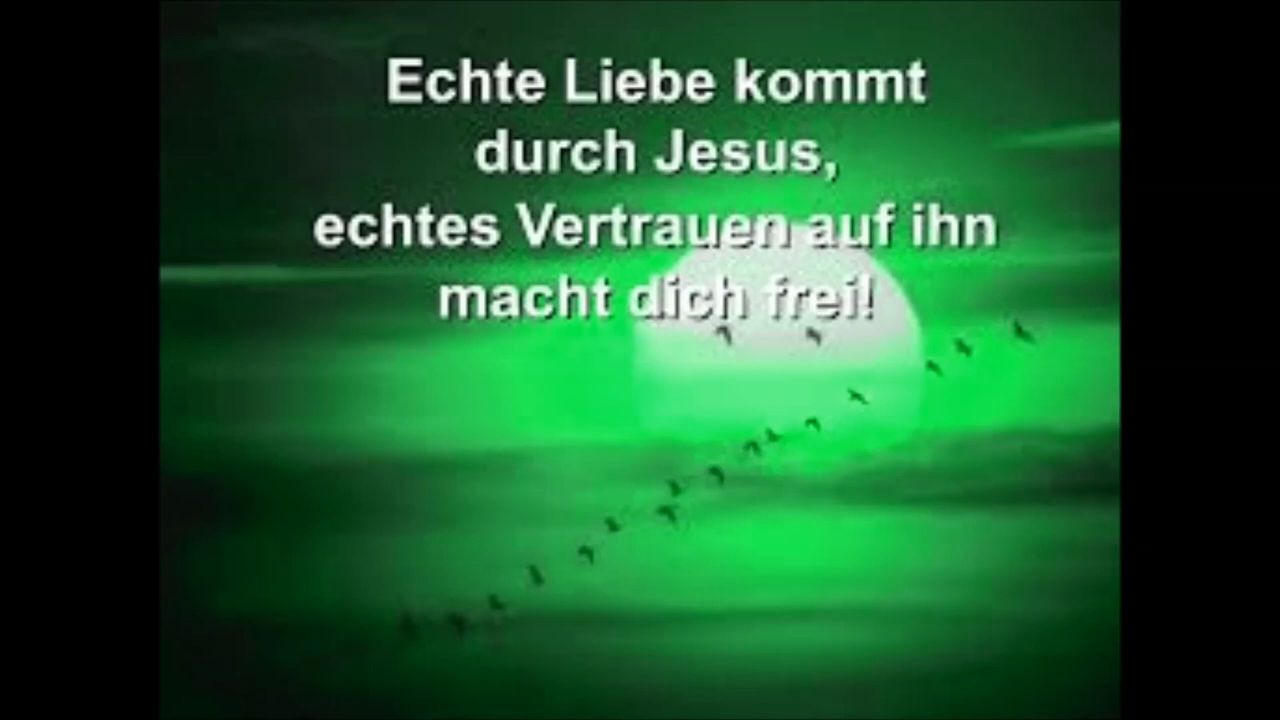 Echte Liebe kommt
durch Jesus,
echtes Vertrauen auf ihn
macht dich frei!